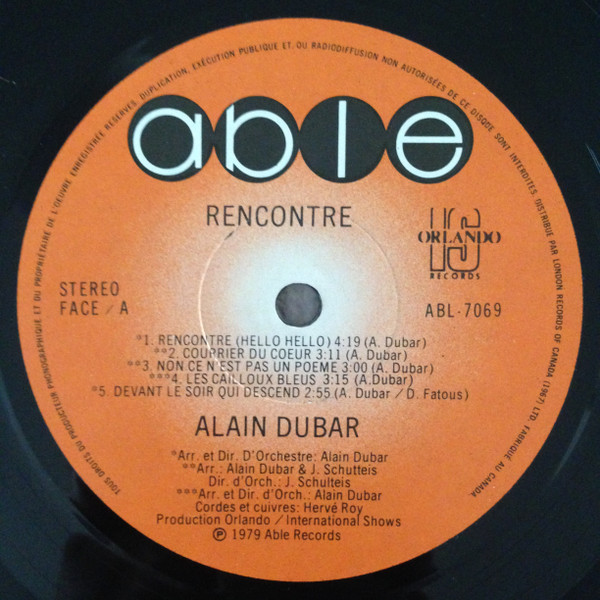 TOUS DROITS DU PRODUCTEUR PHONOGRAPHIQUE ET DU PROPRIÉTAIRE DE L'OEUVRE ENREGISTRÉE RESERVÉS. DUPLICATION, EXÉCUTION PUBLIQUE ET, OU RADIODIFFUSION NON AUTORISÉES DE CE DISQUE SONT INTERDITES. DISTRIBUÉ PAR LONDON RECORDS OF CANADA (1967) LTD. FABRIQUÉ AU CANADA
able
RENCONTRE
IS
ORLANDO
RECORDS
STEREO
FACE / A
ABL-7069
*1. RENCONTRE (HELLO HELLO) 4:19 (A. Dubar)
**2. COURRIER DU COEUR 3:11 (A. Dubar)
**3. NON CE N'EST PAS UN POEME 3:00 (A. Dubar)
***4. LES CAILLOUX BLEUS 3:15 (A.Dubar)
*5. DEVANT LE SOIR QUI DESCEND 2:55 (A. Dubar / D. Fatous)
ALAIN DUBAR
*Arr. et Dir. D'Orchestre: Alain Dubar
**Arr.: Alain Dubar & J. Schutteis
Dir. d'Orch.: J. Schulteis
***Arr. et Dir. d'Orch.: Alain Dubar
Cordes et cuivres: Hervé Roy
Production Orlando / International Shows
℗ 1979 Able Records